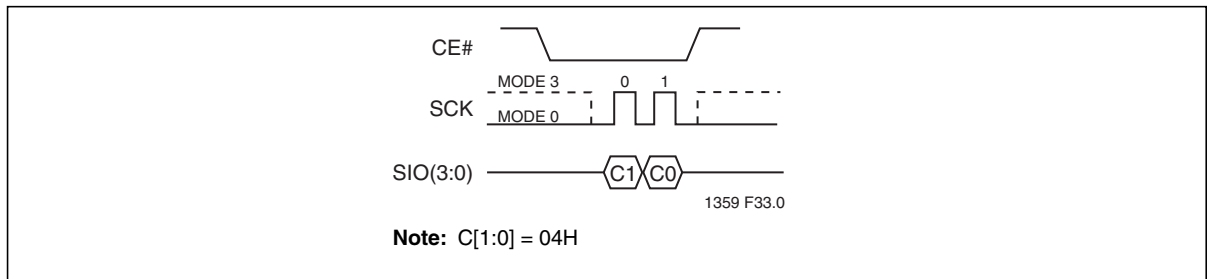 CE#
MODE 3 0 1
SCK
MODE 0
SIO(3:0) C1 C0
1359 F33.0
Note: C[1:0] = 04H